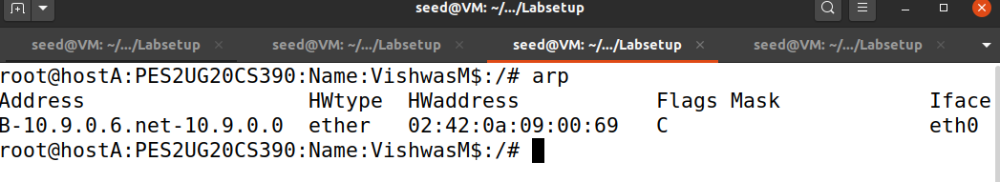 seed@VM: ~/.../Labsetup
seed@VM: ~/.../Labsetup × seed@VM: ~/.../Labsetup × seed@VM: ~/.../Labsetup × seed@VM: ~/.../Labsetup ×
root@hostA:PES2UG20CS390:Name:VishwasM$:/# arp
Address HWtype HWaddress Flags Mask Iface
B-10.9.0.6.net-10.9.0.0 ether 02:42:0a:09:00:69 C eth0
root@hostA:PES2UG20CS390:Name:VishwasM$:/#